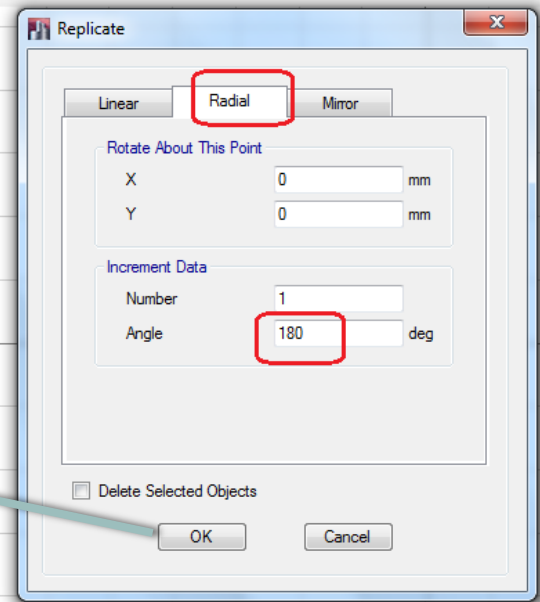 Replicate
Linear Radial Mirror
Rotate About This Point
X 0 mm
Y 0 mm
Increment Data
Number 1
Angle 180 deg
Delete Selected Objects
OK Cancel